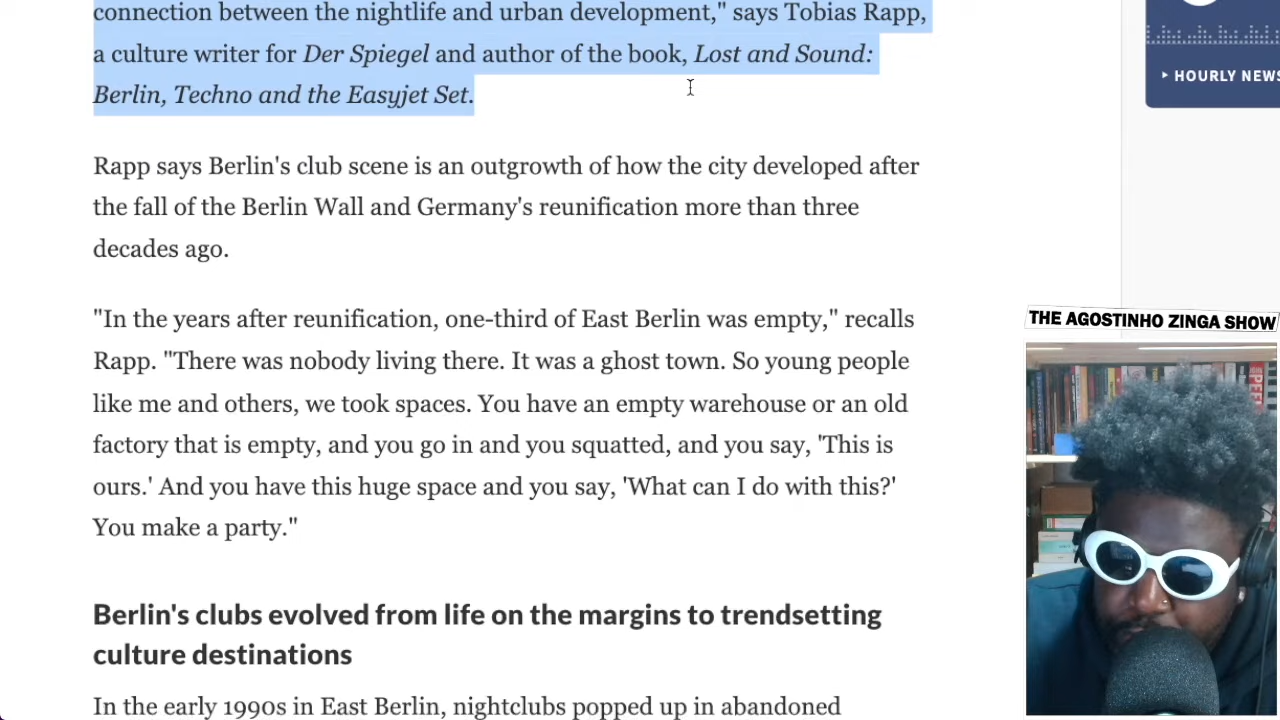 connection between the nightlife and urban development," says Tobias Rapp,
a culture writer for Der Spiegel and author of the book, Lost and Sound:
Berlin, Techno and the Easyjet Set.
HOURLY NEWS
Rapp says Berlin's club scene is an outgrowth of how the city developed after
the fall of the Berlin Wall and Germany's reunification more than three
decades ago.
"In the years after reunification, one-third of East Berlin was empty," recalls
Rapp. "There was nobody living there. It was a ghost town. So young people
like me and others, we took spaces. You have an empty warehouse or an old
factory that is empty, and you go in and you squatted, and you say, 'This is
ours.' And you have this huge space and you say, 'What can I do with this?'
You make a party."
THE AGOSTINHO ZINGA SHOW
Berlin's clubs evolved from life on the margins to trendsetting
culture destinations
In the early 1990s in East Berlin, nightclubs popped up in abandoned